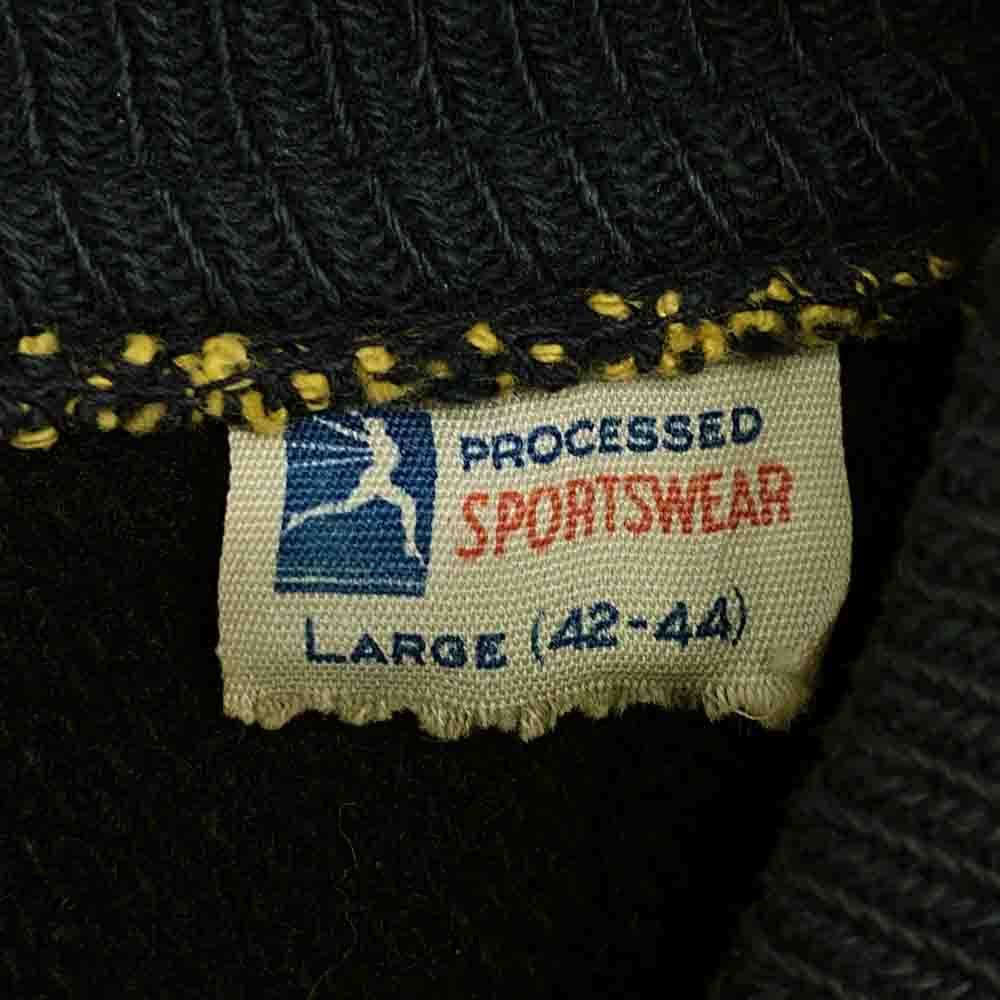 PROCESSED
SPORTSWEAR
LARGE (42-44)